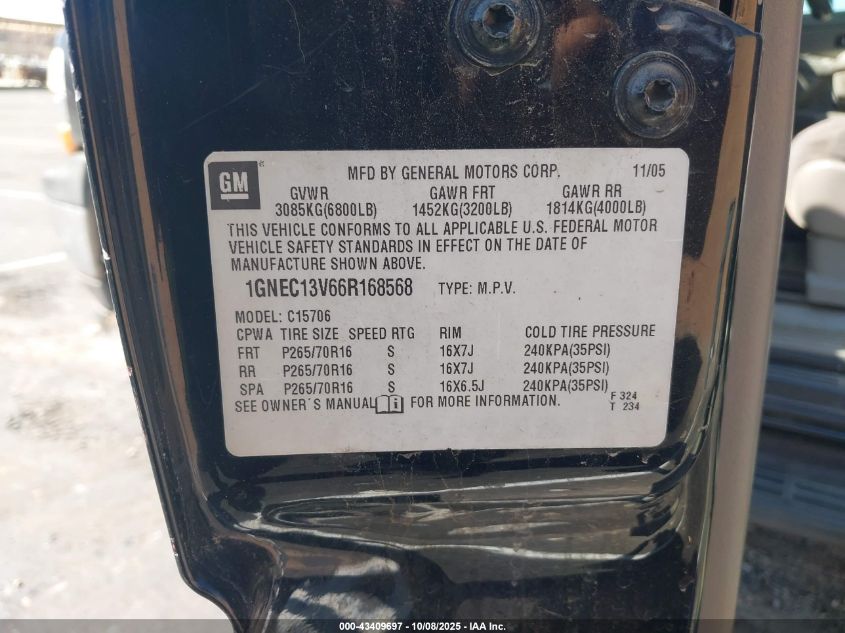 GM
MFD BY GENERAL MOTORS CORP. 11/05
GVWR GAWR FRT GAWR RR
3085KG(6800LB) 1452KG(3200LB) 1814KG(4000LB)
THIS VEHICLE CONFORMS TO ALL APPLICABLE U.S. FEDERAL MOTOR
VEHICLE SAFETY STANDARDS IN EFFECT ON THE DATE OF
MANUFACTURE SHOWN ABOVE.
1GNEC13V66R168568 TYPE: M.P.V.
MODEL: C15706
CPWA TIRE SIZE SPEED RTG RIM COLD TIRE PRESSURE
FRT P265/70R16 S 16X7J 240KPA(35PSI)
RR P265/70R16 S 16X7J 240KPA(35PSI)
SPA P265/70R16 S 16X6.5J 240KPA(35PSI)
SEE OWNER'S MANUAL FOR MORE INFORMATION.
F 324
T 234
000-43409697 - 10/08/2025 - IAA Inc.